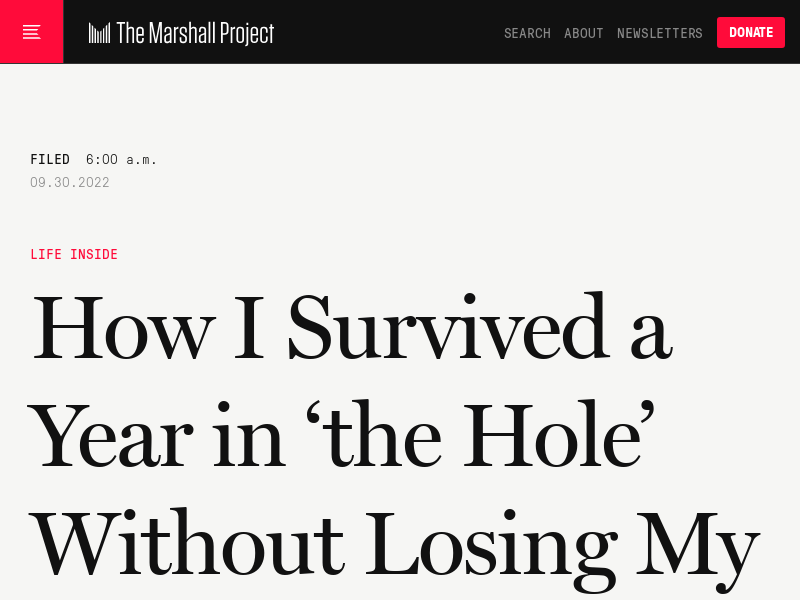 The Marshall Project
SEARCH ABOUT NEWSLETTERS DONATE
FILED 6:00 a.m.
09.30.2022
LIFE INSIDE
How I Survived a
Year in ‘the Hole’
Without Losing My